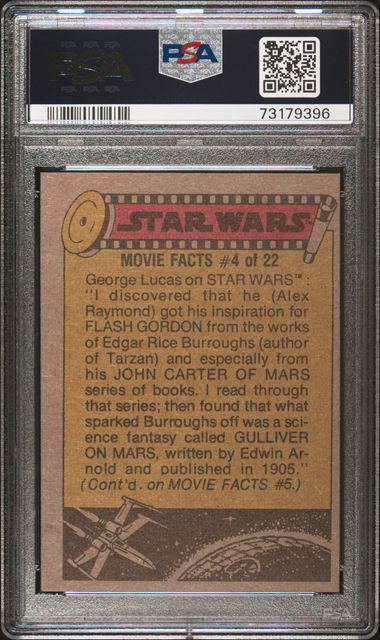 PSA
PSA
73179396
STAR WARS
MOVIE FACTS #4 of 22
George Lucas on STAR WARS™:
"I discovered that he (Alex
Raymond) got his inspiration for
FLASH GORDON from the works
of Edgar Rice Burroughs (author
of Tarzan) and especially from
his JOHN CARTER OF MARS
series of books. I read through
that series; then found that what
sparked Burroughs off was a sci-
ence fantasy called GULLIVER
ON MARS, written by Edwin Ar-
nold and published in 1905."
(Cont'd. on MOVIE FACTS #5.)
PSA